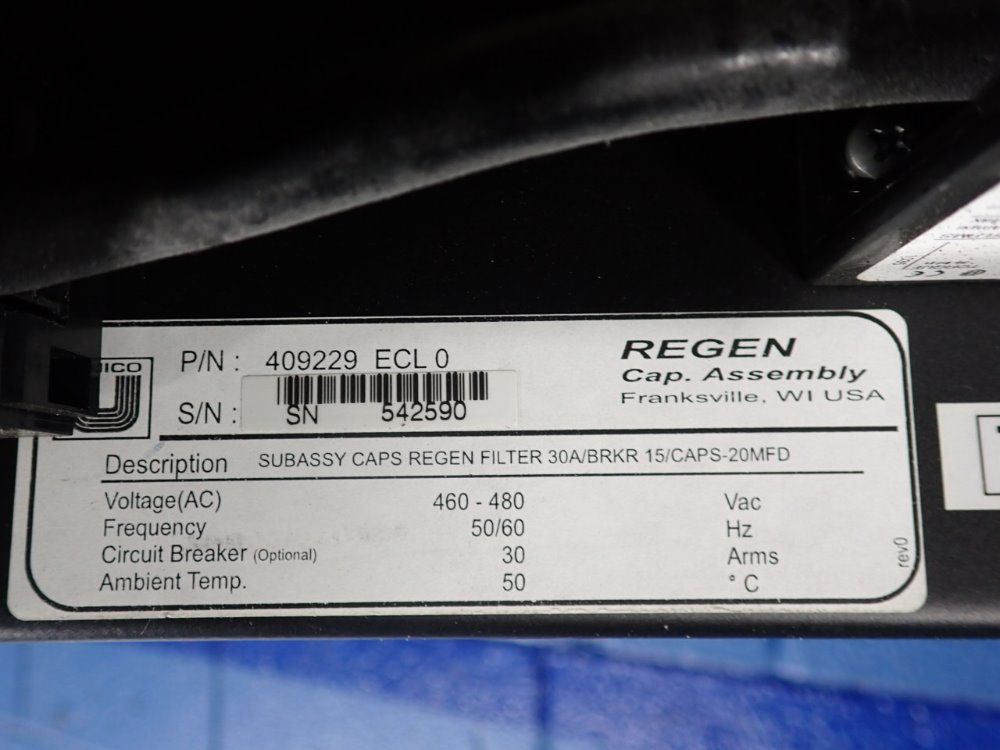 P/N : 409229 ECL 0
S/N : SN 542590
REGEN
Cap. Assembly
Franksville, WI USA
Description SUBASSY CAPS REGEN FILTER 30A/BRKR 15/CAPS-20MFD
Voltage(AC) 460 - 480 Vac
Frequency 50/60 Hz
Circuit Breaker (Optional) 30 Arms
Ambient Temp. 50 ° C
rev0